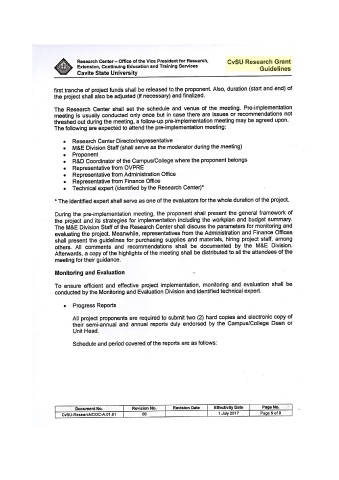 Research Center – Office of the Vice President for Research,
Extension, Continuing Education and Training Services
Cavite State University
CvSU Research Grant
Guidelines
first tranche of project funds shall be released to the proponent. Also, duration (start and end) of
the project shall also be adjusted (if necessary) and finalized.
The Research Center shall set the schedule and venue of the meeting. Pre-implementation
meeting is usually conducted only once but in case there are issues or recommendations not
threshed out during the meeting, a follow-up pre-implementation meeting may be agreed upon.
The following are expected to attend the pre-implementation meeting:
• Research Center Director/representative
• M&E Division Staff (shall serve as the moderator during the meeting)
• Proponent
• R&D Coordinator of the Campus/College where the proponent belongs
• Representative from OVPRE
• Representative from Administration Office
• Representative from Finance Office
• Technical expert (identified by the Research Center)*
* The identified expert shall serve as one of the evaluators for the whole duration of the project.
During the pre-implementation meeting, the proponent shall present the general framework of
the project and its strategies for implementation including the workplan and budget summary.
The M&E Division Staff of the Research Center shall discuss the parameters for monitoring and
evaluating the project. Meanwhile, representatives from the Administration and Finance Offices
shall present the guidelines for purchasing supplies and materials, hiring project staff, among
others. All comments and recommendations shall be documented by the M&E Division.
Afterwards, a copy of the highlights of the meeting shall be distributed to all the attendees of the
meeting for their guidance.
Monitoring and Evaluation
To ensure efficient and effective project implementation, monitoring and evaluation shall be
conducted by the Monitoring and Evaluation Division and identified technical expert.
• Progress Reports
All project proponents are required to submit two (2) hard copies and electronic copy of
their semi-annual and annual reports duly endorsed by the Campus/College Dean or
Unit Head.
Schedule and period covered of the reports are as follows:
Document No. Revision No. Revision Date Effectivity Date Page No.
00 1 July 2017